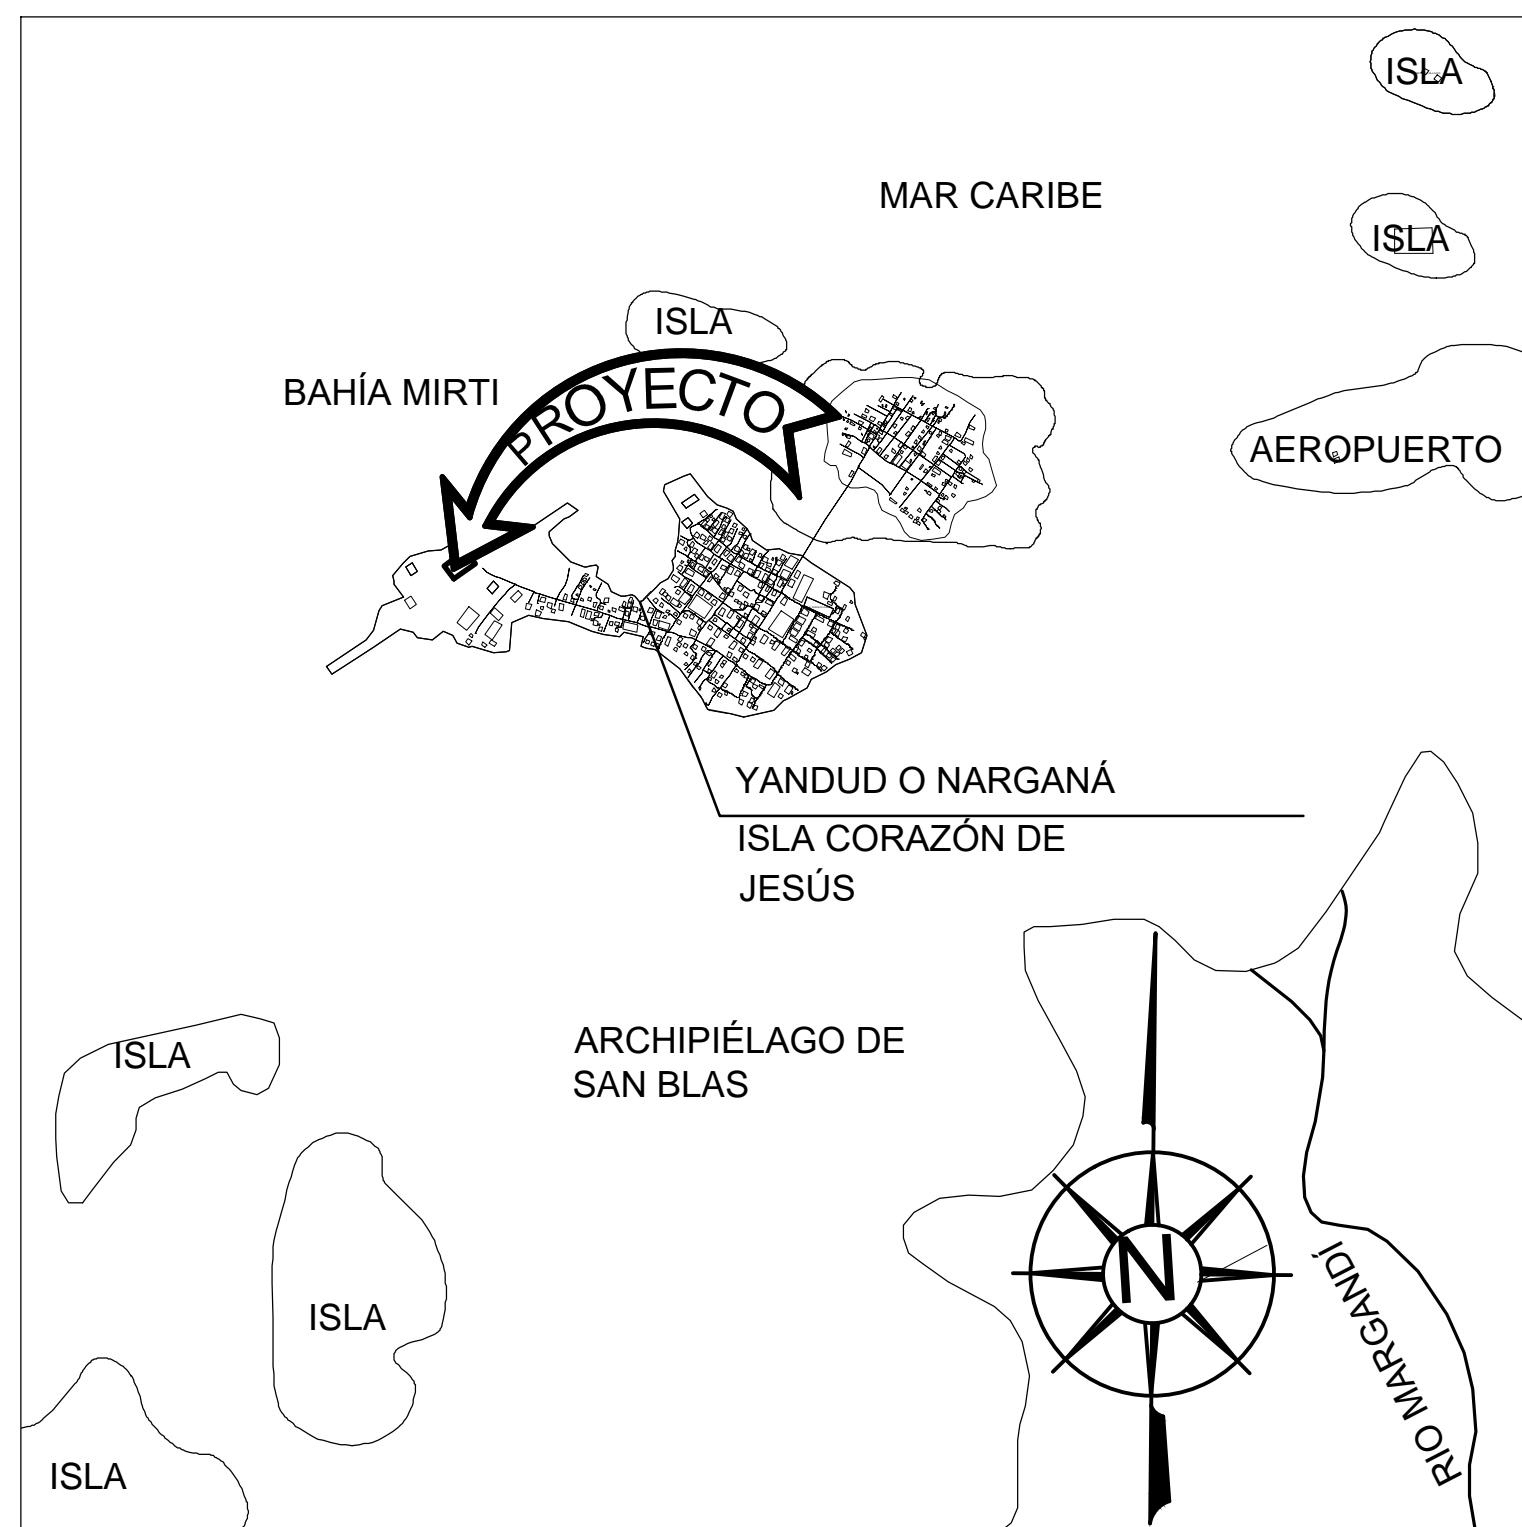 ISLA
MAR CARIBE
ISLA
ISLA
BAHÍA MIRTI
PROYECTO
AEROPUERTO
YANDUD O NARGANÁ
ISLA CORAZÓN DE
JESÚS
ARCHIPIÉLAGO DE
SAN BLAS
ISLA
N
ISLA
RIO MARGANDÍ
ISLA